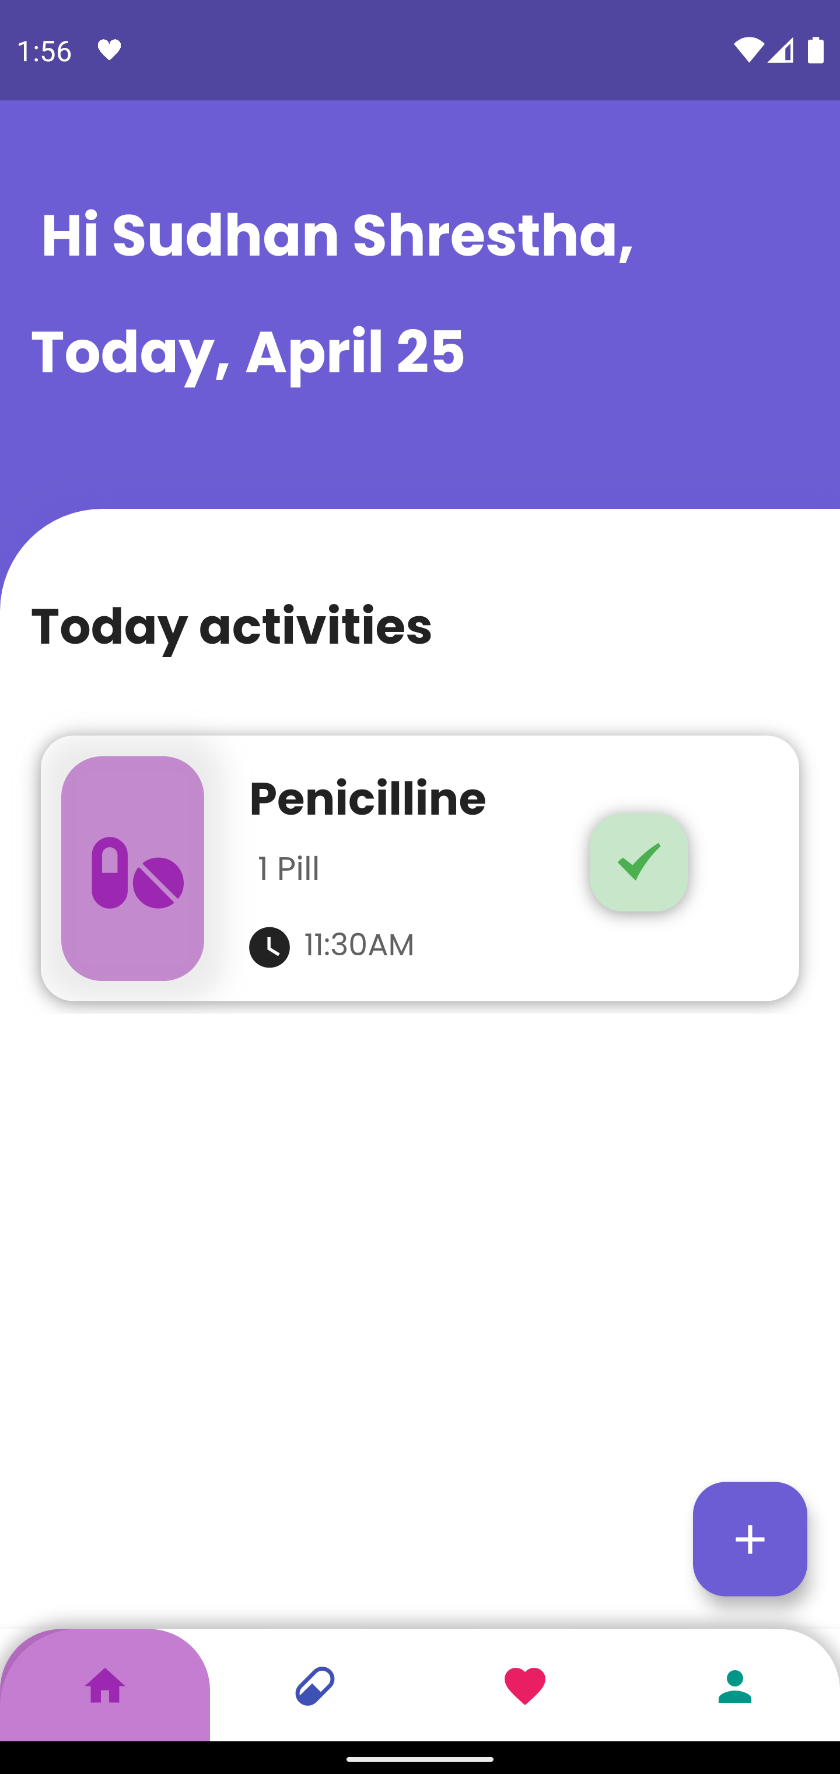 1:56
Hi Sudhan Shrestha,
Today, April 25
Today activities
Penicilline
1 Pill
11:30AM